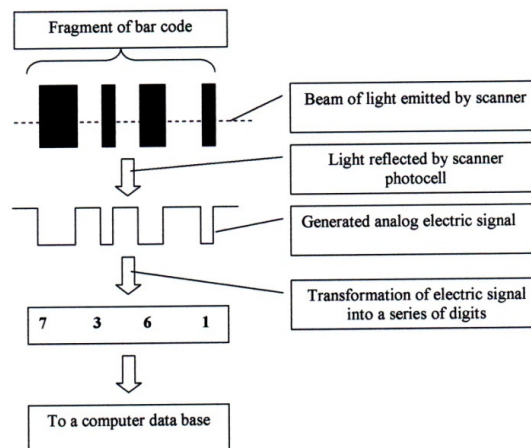 Fragment of bar code
Beam of light emitted by scanner
Light reflected by scanner
photocell
Generated analog electric signal
Transformation of electric signal
into a series of digits
7 3 6 1
To a computer data base